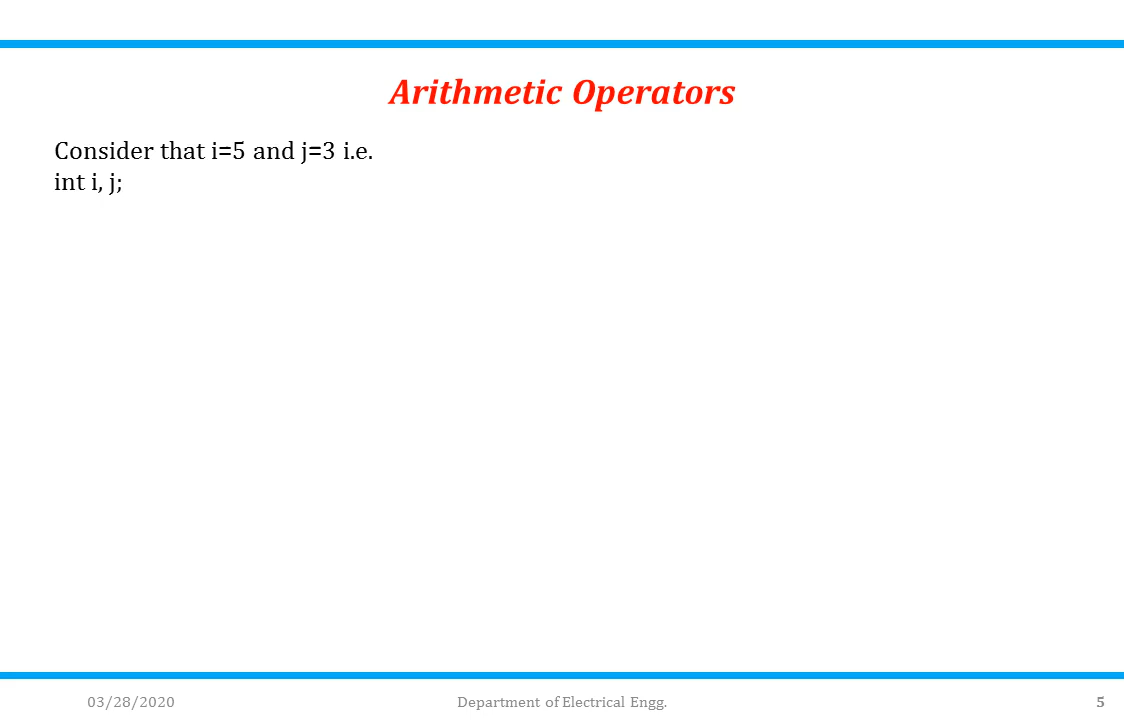 Arithmetic Operators
Consider that i=5 and j=3 i.e.
int i, j;
03/28/2020
Department of Electrical Engg.
5